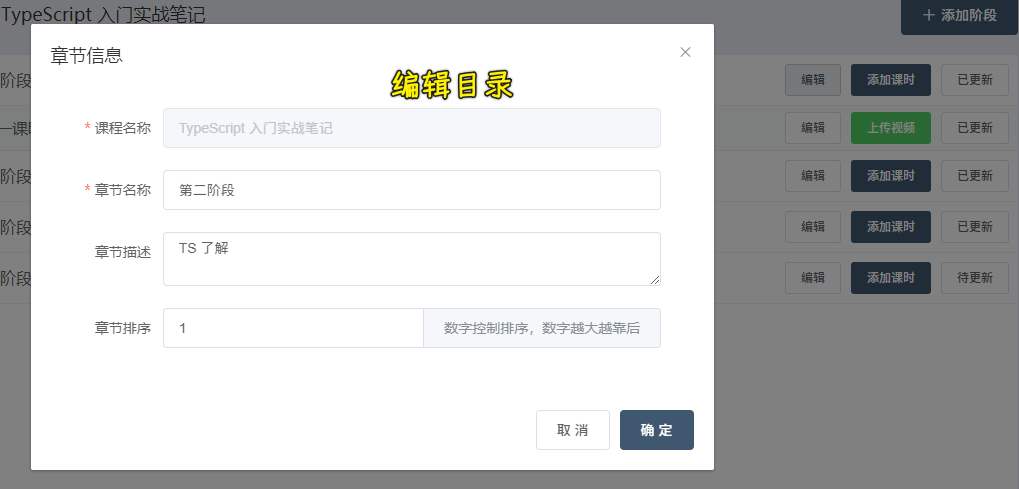 TypeScript 入门实战笔记
+ 添加阶段
章节信息
编辑目录
* 课程名称 TypeScript 入门实战笔记
* 章节名称 第二阶段
章节描述 TS 了解
章节排序 1 数字控制排序，数字越大越靠后
取 消 确 定
阶段 编辑 添加课时 已更新
一课时 编辑 上传视频 已更新
阶段 编辑 添加课时 已更新
阶段 编辑 添加课时 已更新
阶段 编辑 添加课时 待更新